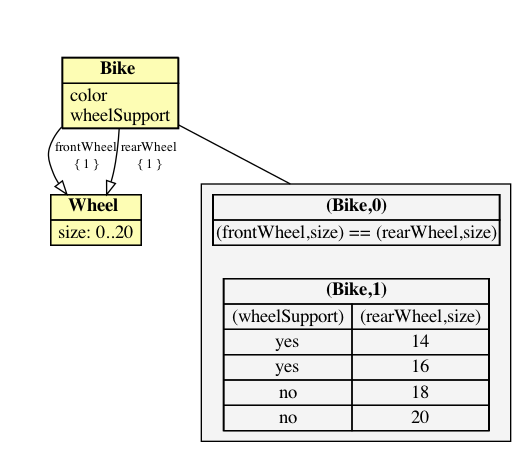 Bike
color
wheelSupport
frontWheel
{ 1 }
rearWheel
{ 1 }
Wheel
size: 0..20
(Bike,0)
(frontWheel,size) == (rearWheel,size)
(Bike,1)
(wheelSupport) (rearWheel,size)
yes 14
yes 16
no 18
no 20